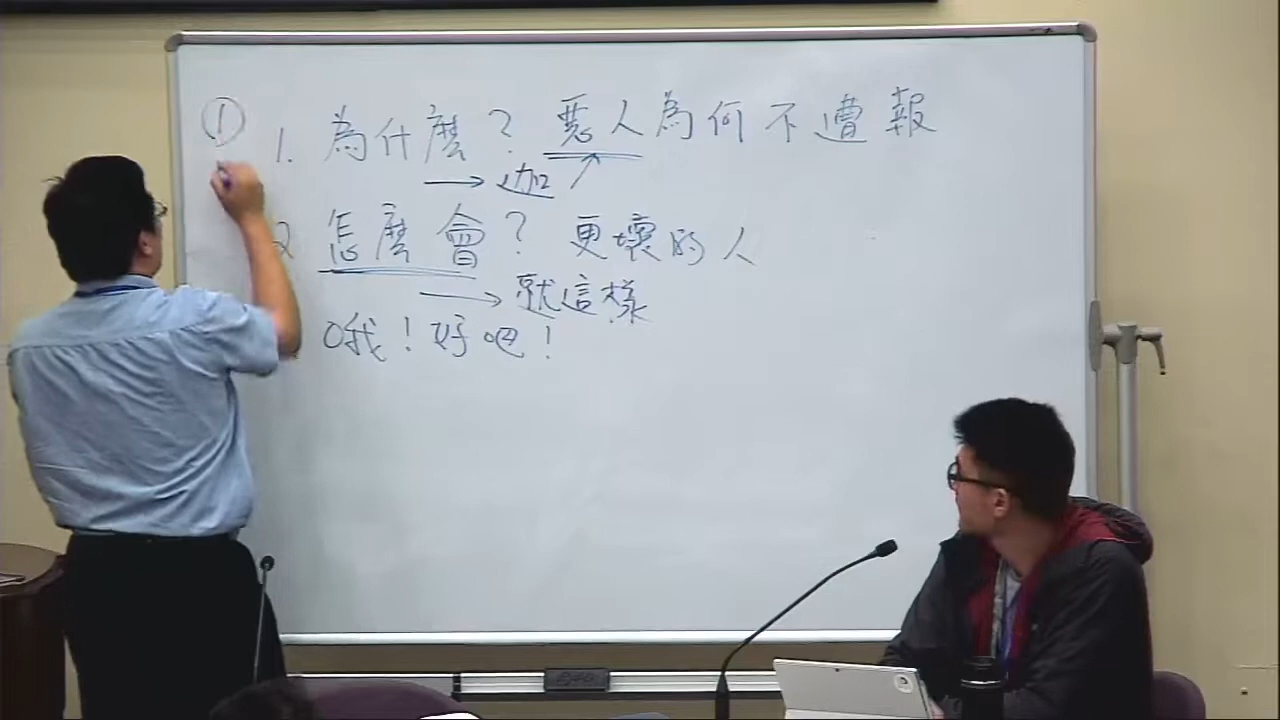 ① 1. 為什麼? 惡人為何不遭報
→ 迦
2 怎麼會? 更壞的人
→ 就這樣
哦!好吧!